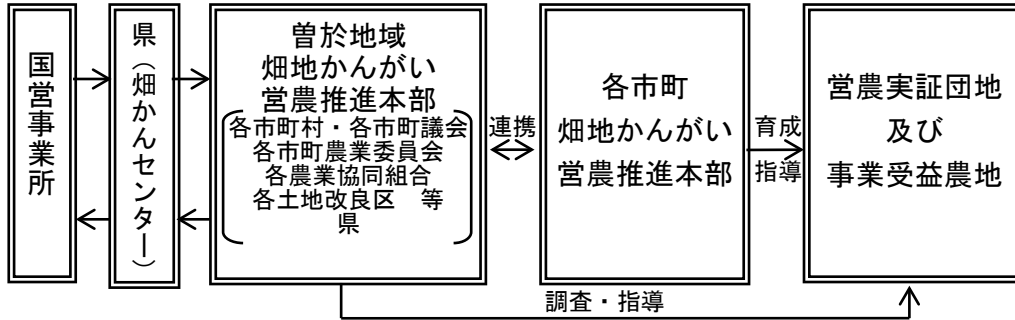 国営事業所
県（畑かんセンター）
曽於地域
畑地かんがい
営農推進本部
各市町村・各市町議会
各市町農業委員会
各農業協同組合
各土地改良区　等
県
連携
各市町
畑地かんがい
営農推進本部
育成
指導
営農実証団地
及び
事業受益農地
調査・指導